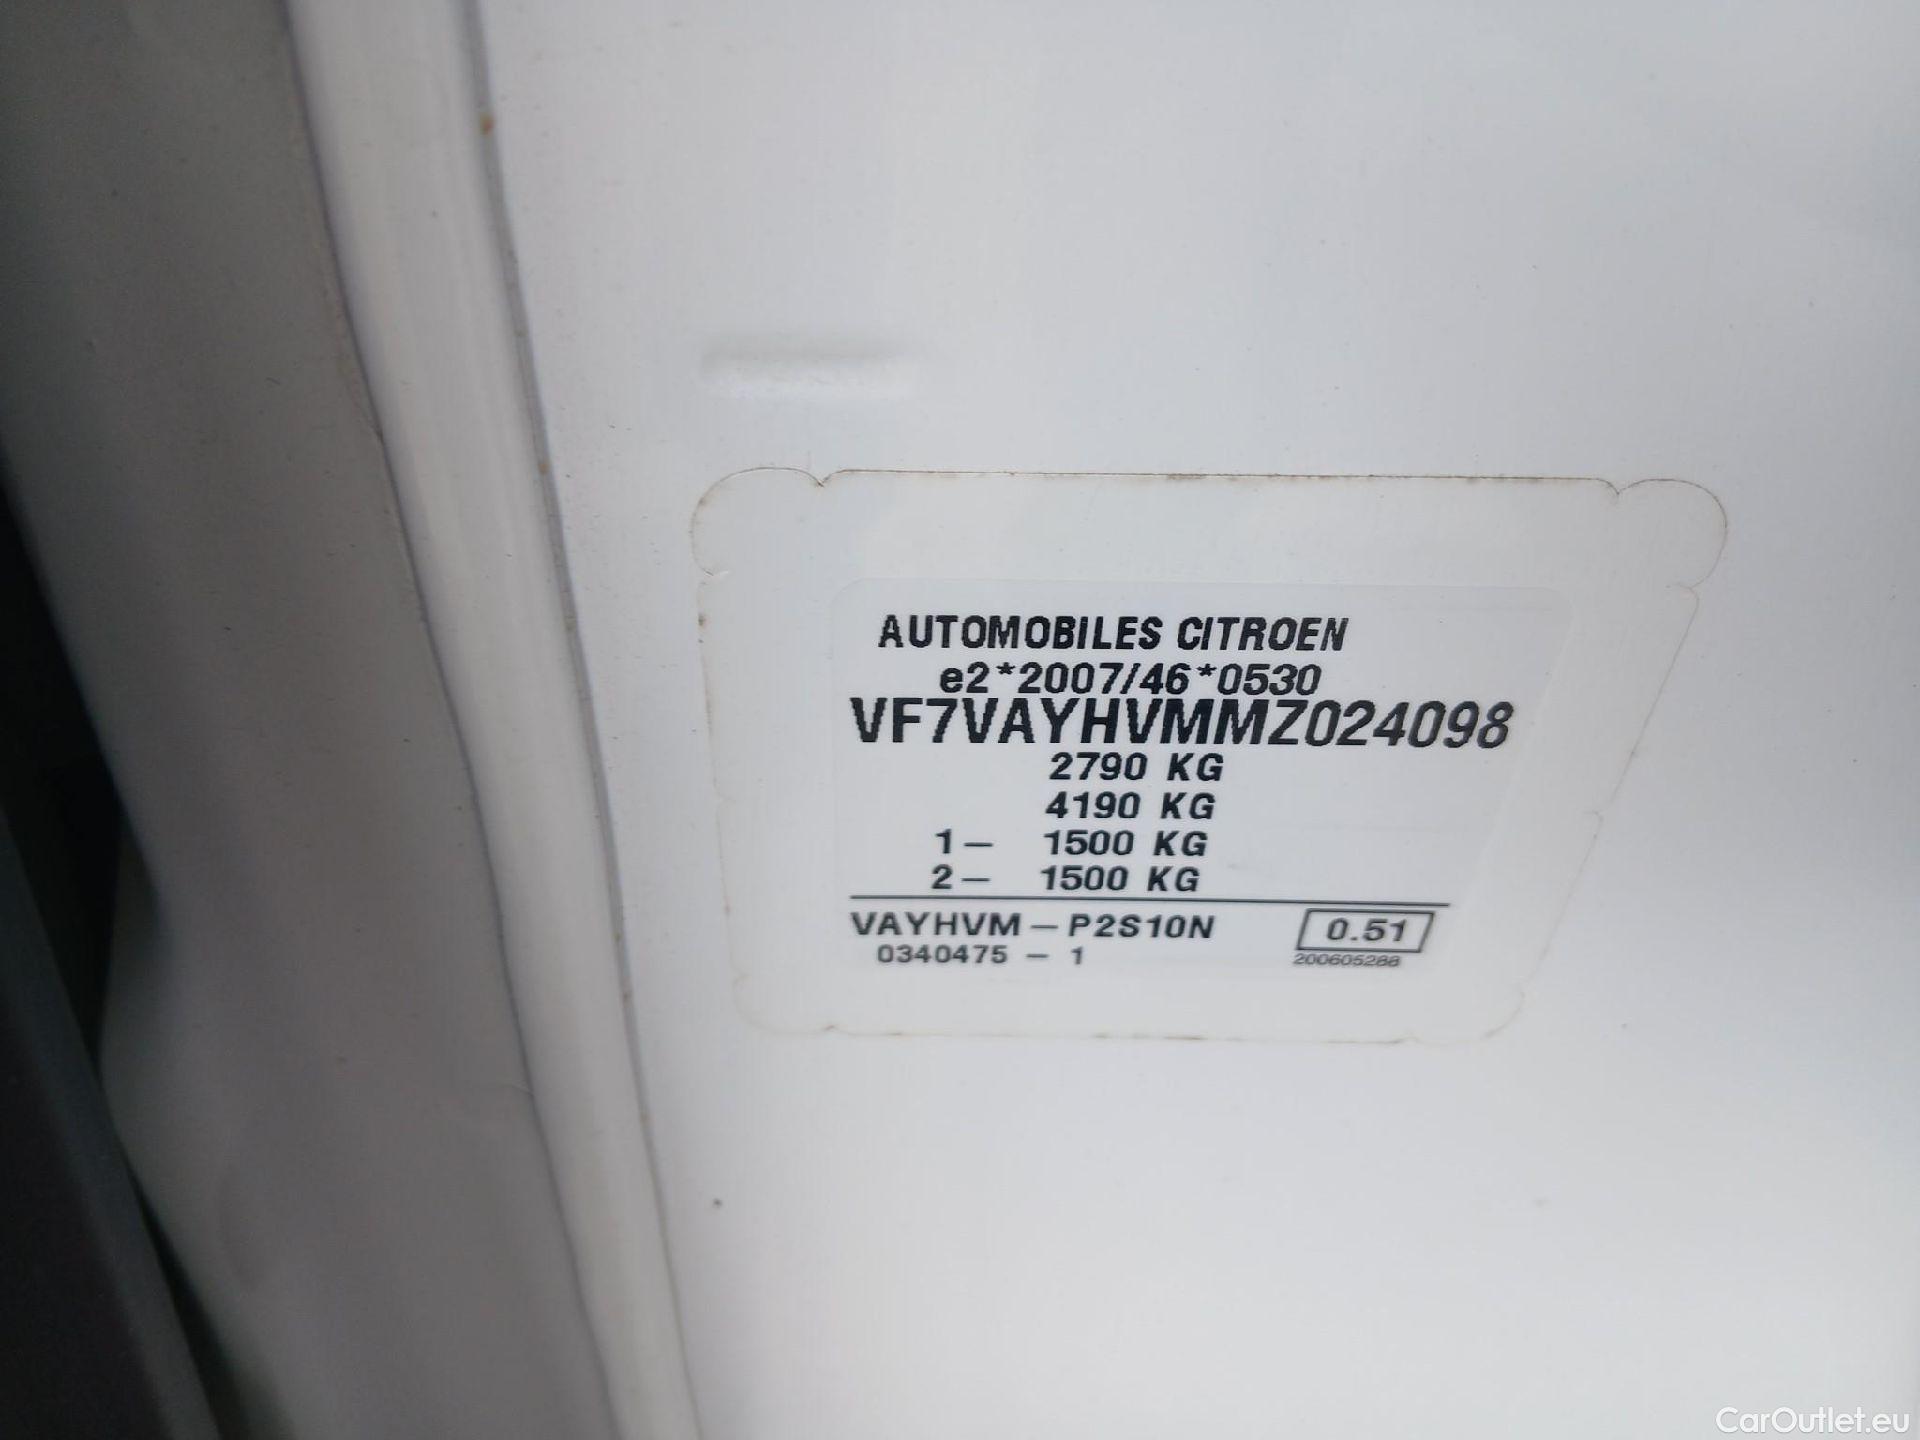 AUTOMOBILES CITROEN
e2*2007/46*0530
VF7VAYHVMMZ024098
2790 KG
4190 KG
1– 1500 KG
2– 1500 KG
VAYHVM – P2S10N
0.51
0340475 – 1
200605288
CarOutlet.eu